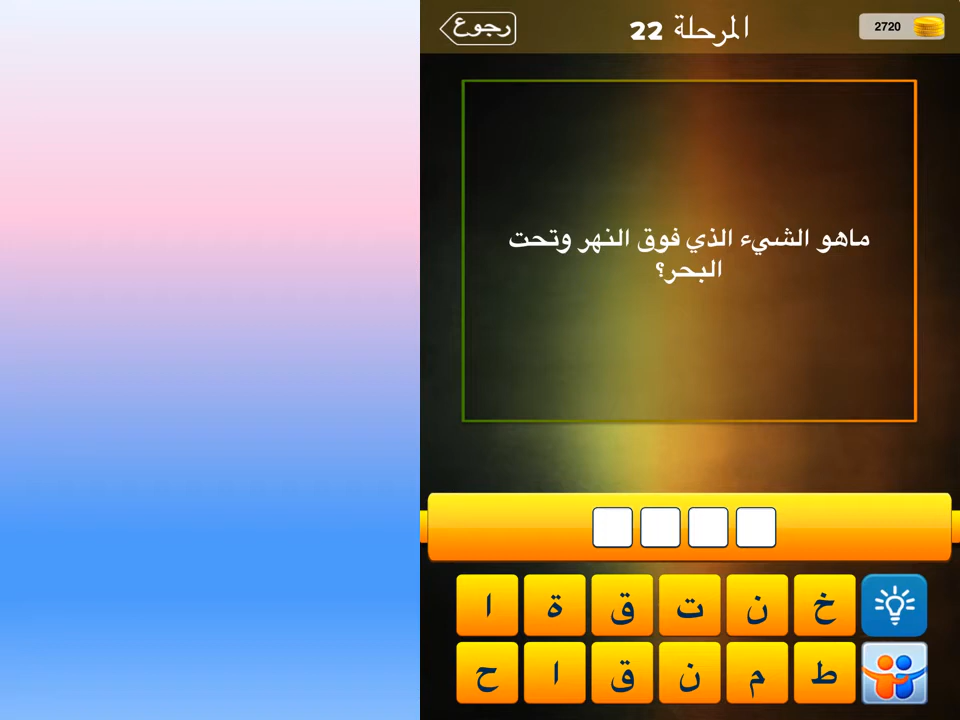 رجوع
المرحلة 22
2720
ماهو الشيء الذي فوق النهر وتحت
البحر؟
خ ن ت ق ة ا
ط م ن ق ا ح